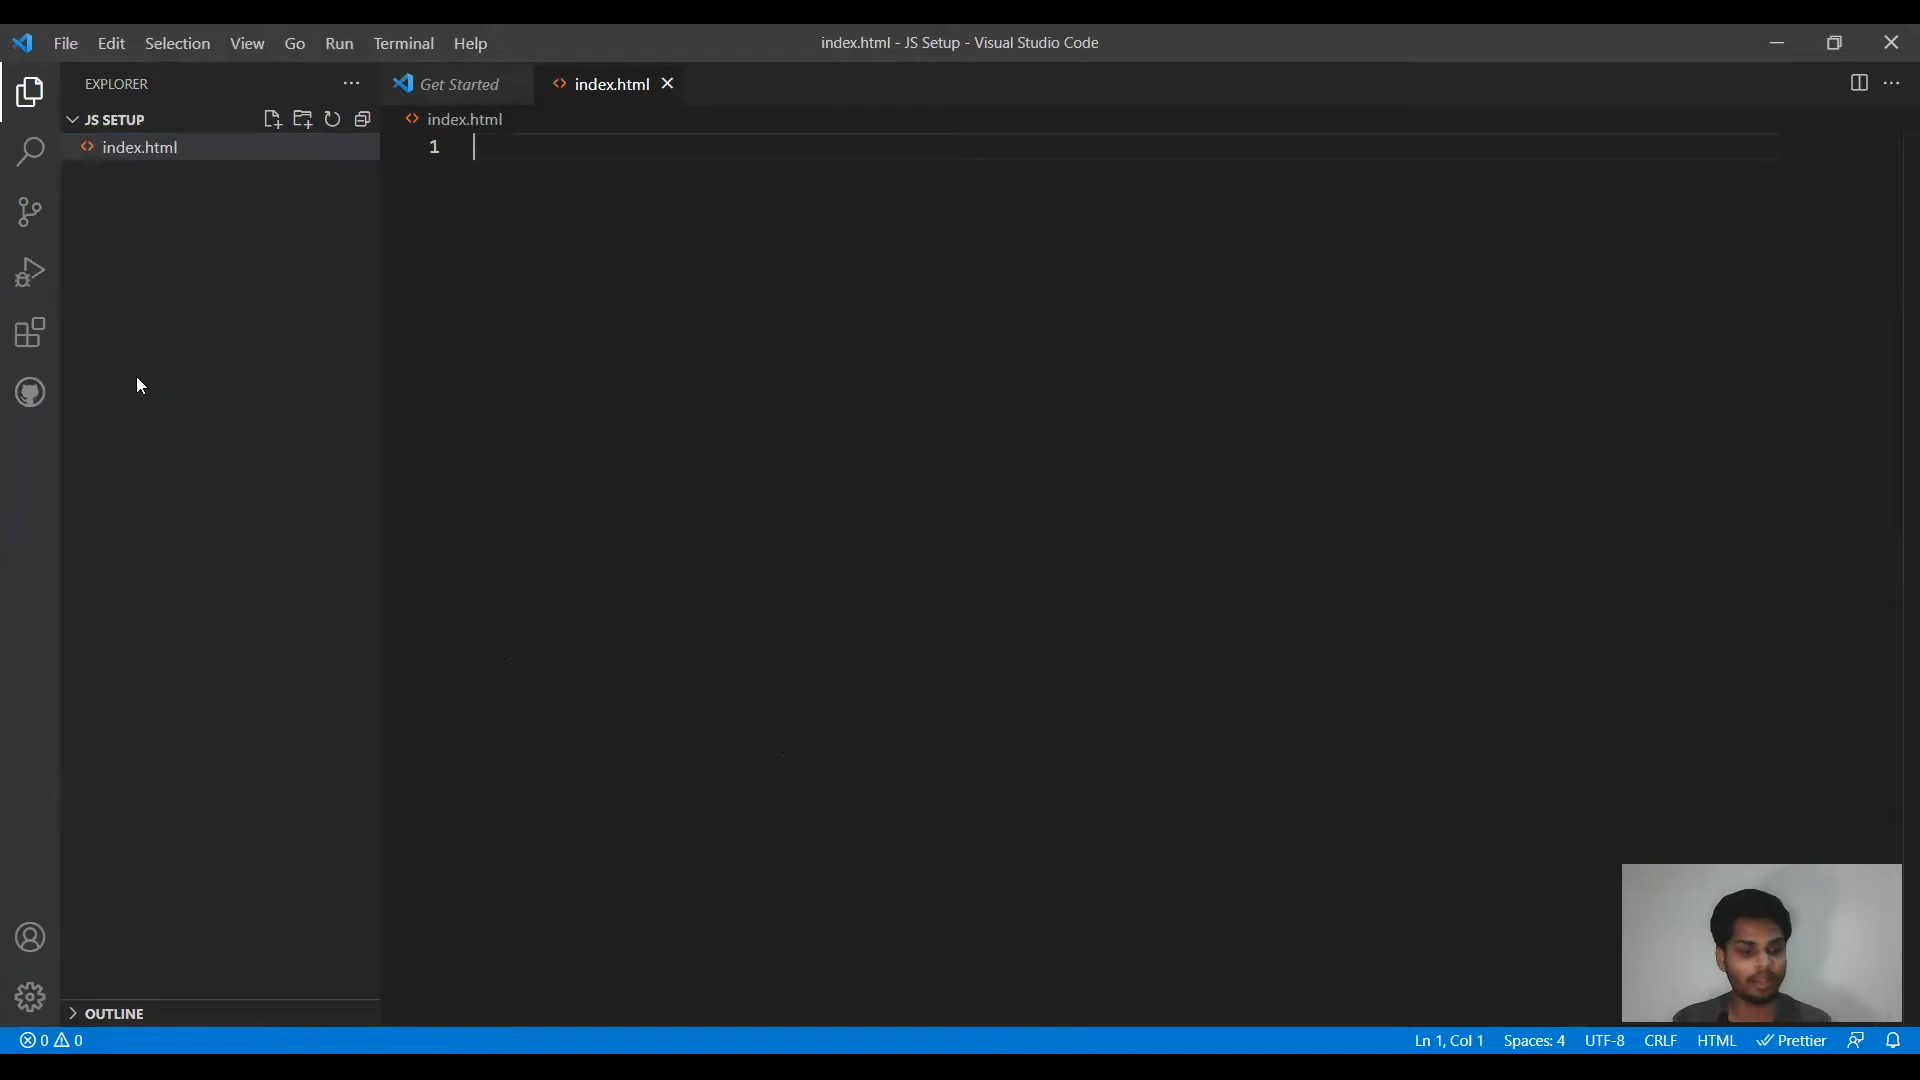 File Edit Selection View Go Run Terminal Help
index.html - JS Setup - Visual Studio Code
EXPLORER
Get Started
index.html
JS SETUP
index.html
index.html
1
OUTLINE
0 0
Ln 1, Col 1
Spaces: 4
UTF-8
CRLF
HTML
Prettier